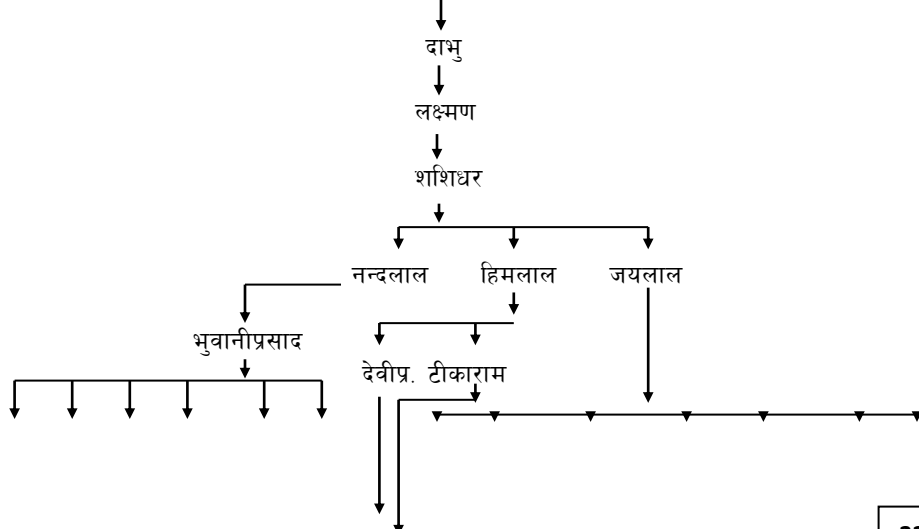 दाभु
लक्ष्मण
शशिधर
नन्दलाल हिमलाल जयलाल
भुवानीप्रसाद
देवीप्र. टीकाराम